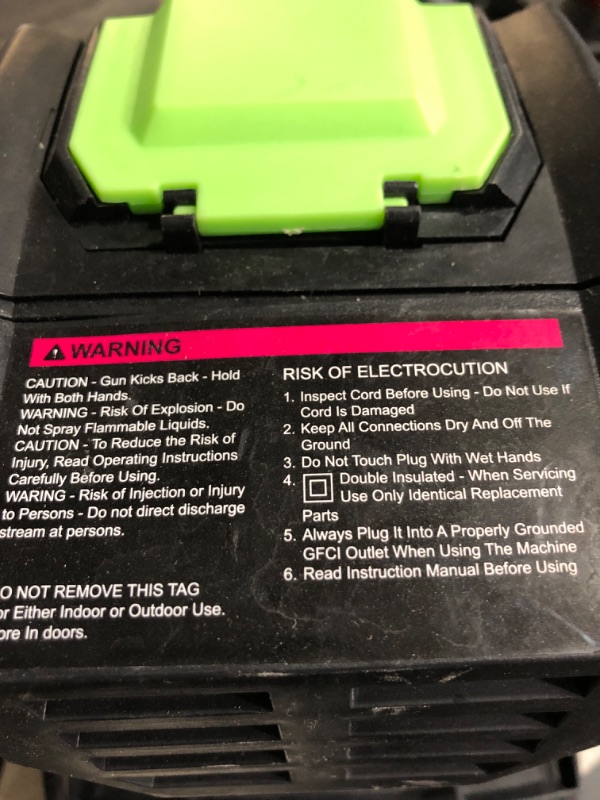 WARNING
CAUTION - Gun Kicks Back - Hold
With Both Hands.
WARNING - Risk Of Explosion - Do
Not Spray Flammable Liquids.
CAUTION - To Reduce the Risk of
Injury, Read Operating Instructions
Carefully Before Using.
WARING - Risk of Injection or Injury
to Persons - Do not direct discharge
stream at persons.
O NOT REMOVE THIS TAG
or Either Indoor or Outdoor Use.
ore In doors.
RISK OF ELECTROCUTION
1. Inspect Cord Before Using - Do Not Use If
Cord Is Damaged
2. Keep All Connections Dry And Off The
Ground
3. Do Not Touch Plug With Wet Hands
4. Double Insulated - When Servicing
Use Only Identical Replacement
Parts
5. Always Plug It Into A Properly Grounded
GFCI Outlet When Using The Machine
6. Read Instruction Manual Before Using